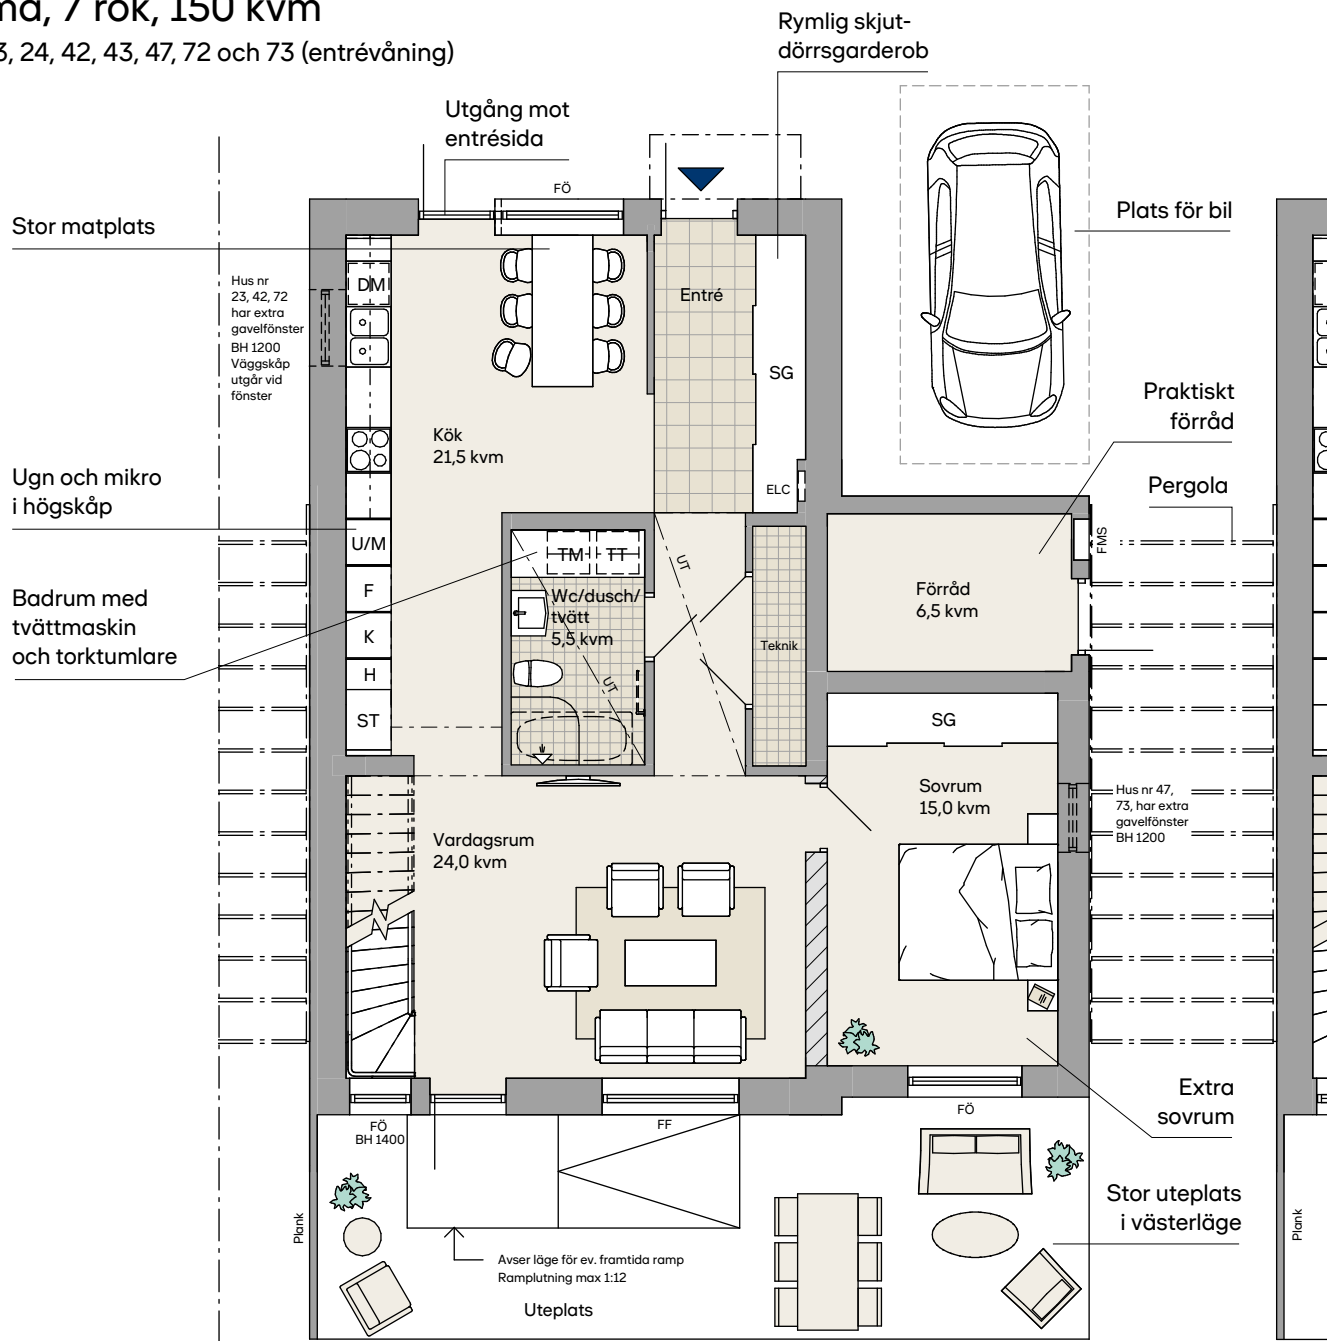 7 rok, 150 kvm
24, 42, 43, 47, 72 och 73 (entrévåning)
Rymlig skjut-
dörrsgarderob
Utgång mot
entrésida
FÖ
Stor matplats
Plats för bil
Hus nr
23, 42, 72
har extra
gavelfönster
BH 1200
Väggskåp
utgår vid
fönster
DM
Entré
SG
Praktiskt
förråd
Kök
21,5 kvm
Ugn och mikro
i högskåp
ELC
Pergola
U/M
TM
TT
UT
FMS
F
Wc/dusch/
tvätt
5,5 kvm
Förråd
6,5 kvm
Badrum med
tvättmaskin
och torktumlare
K
Teknik
H
UT
ST
SG
Sovrum
15,0 kvm
Hus nr 47,
73, har extra
gavelfönster
BH 1200
Vardagsrum
24,0 kvm
Extra
sovrum
FÖ
BH 1400
FF
FÖ
Stor uteplats
i västerläge
Plank
Plank
Avser läge för ev. framtida ramp
Ramplutning max 1:12
Uteplats